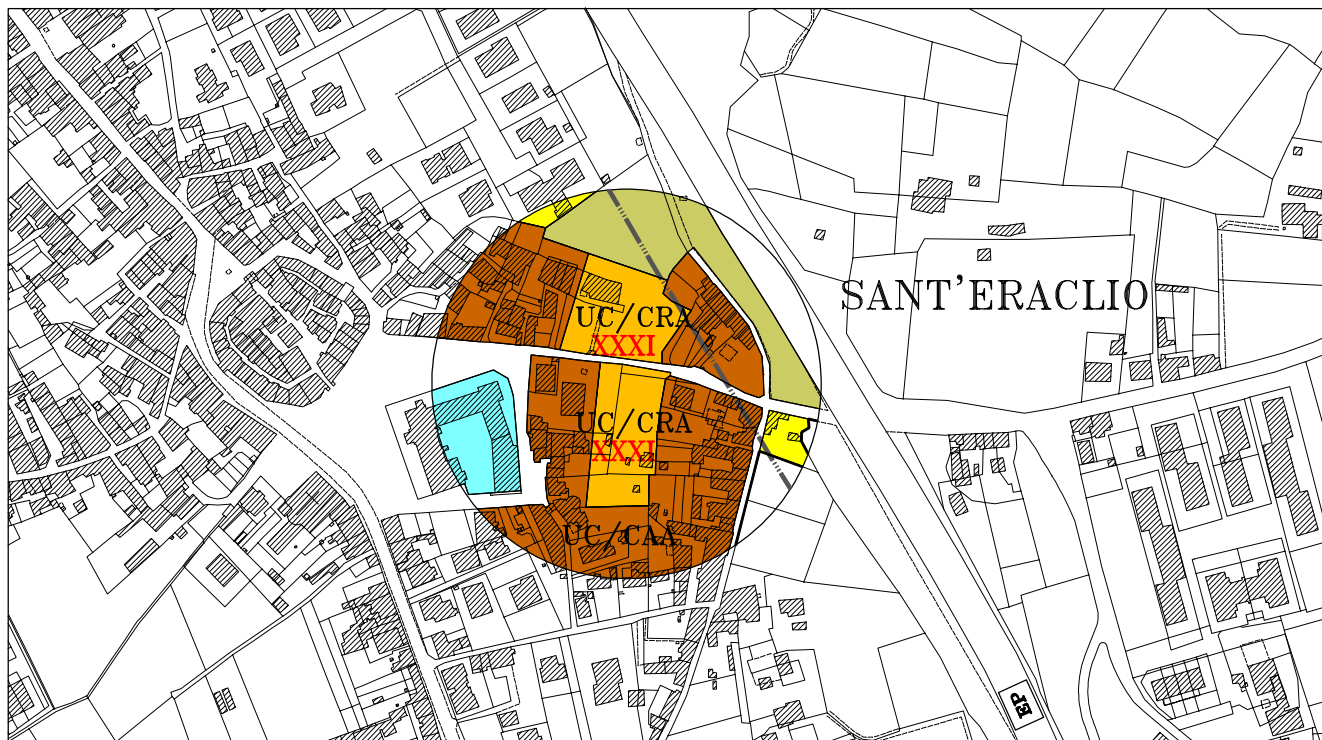 SANT'ERACLIO
UC/CRA
XXXI
UC/CRA
XXXI
UC/CAA
EP